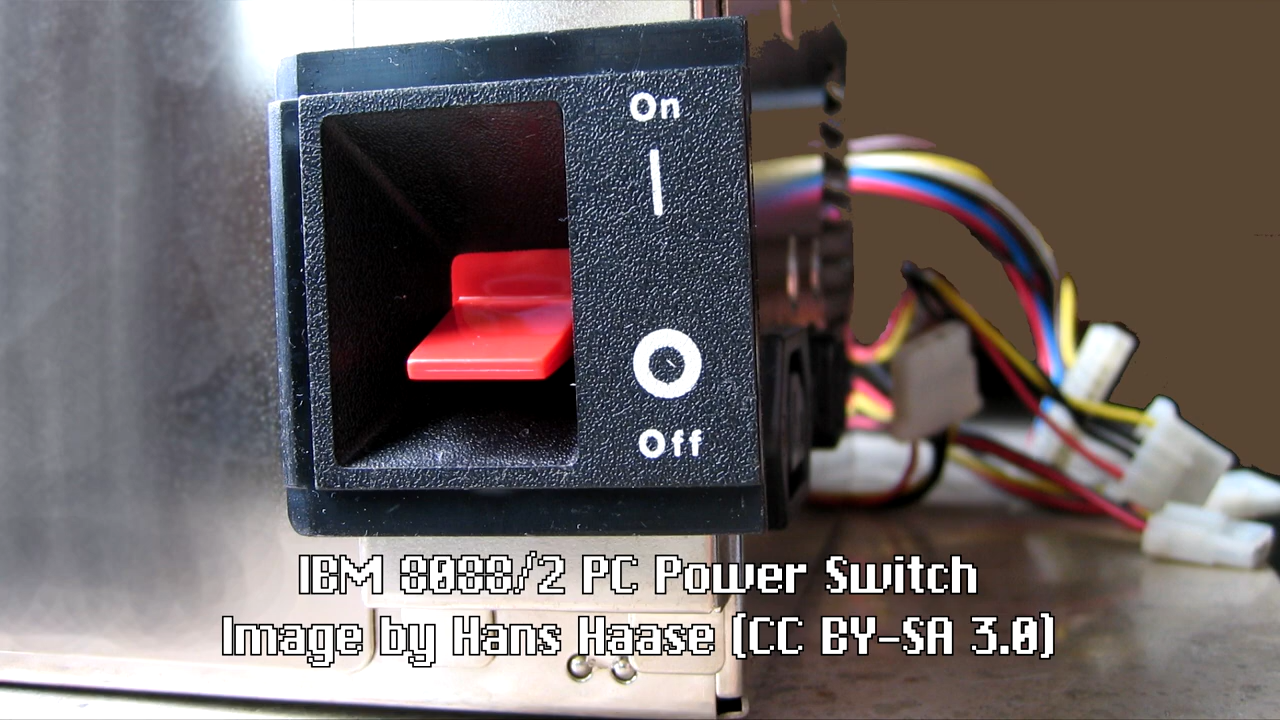 On
Off
IBM 8088/2 PC Power Switch
Image by Hans Haase (CC BY-SA 3.0)